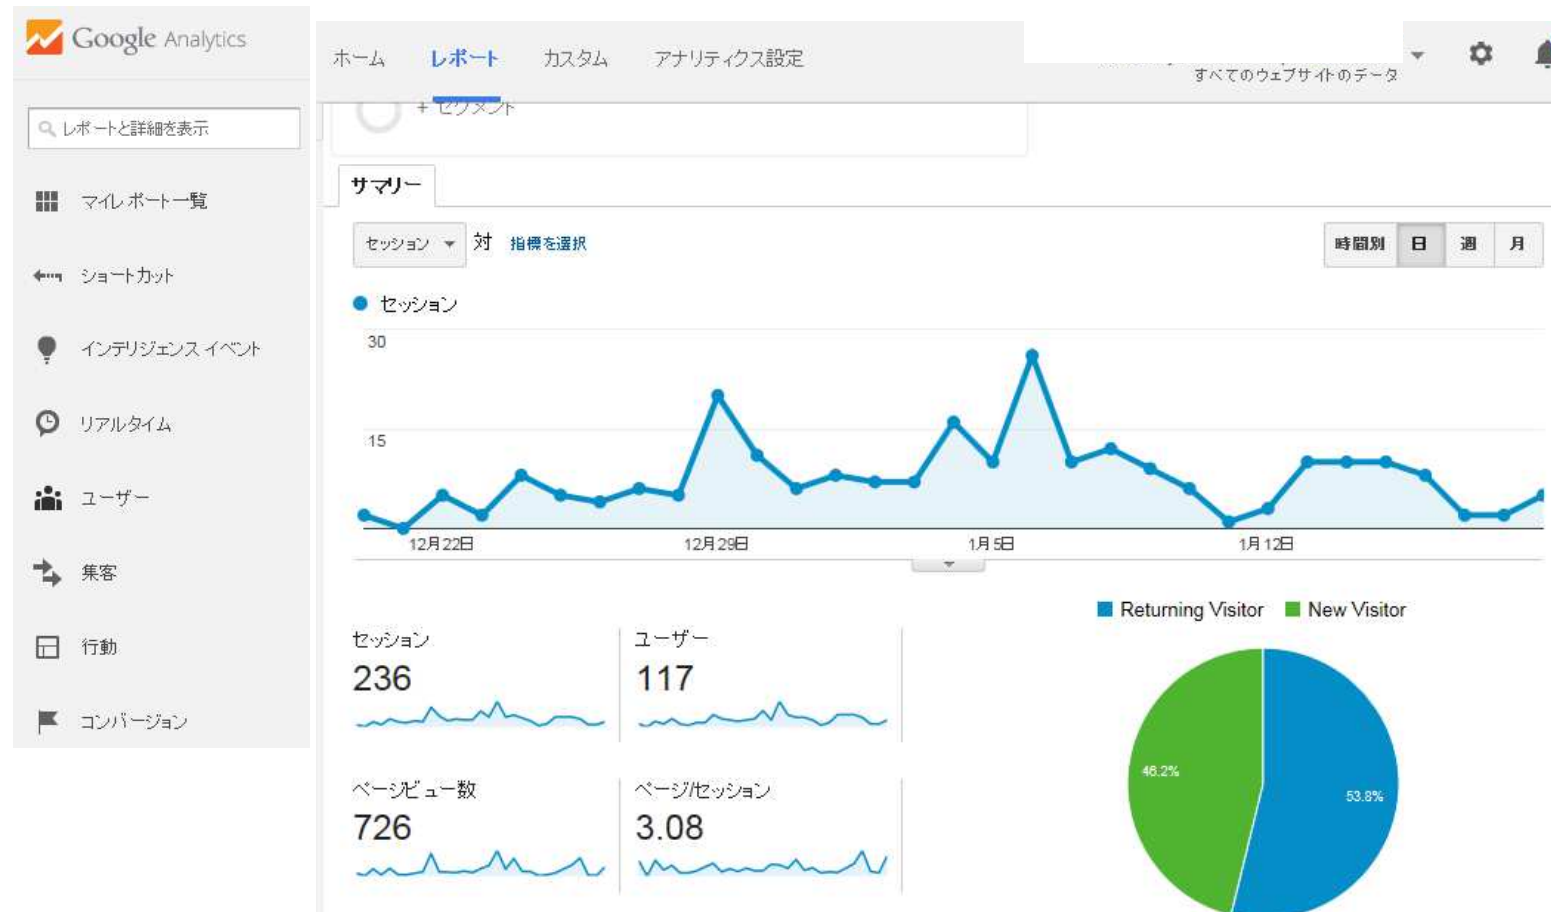 Google Analytics
ホーム レポート カスタム アナリティクス設定
すべてのウェブサイトのデータ
+ セグメント
レポートと詳細を表示
マイレポート一覧
ショートカット
インテリジェンス イベント
リアルタイム
ユーザー
集客
行動
コンバージョン
サマリー
セッション 対 指標を選択
時間別 日 週 月
セッション
30
15
12月22日 12月29日 1月5日 1月12日
Returning Visitor New Visitor
セッション
236
ユーザー
117
ページビュー数
726
ページ/セッション
3.08
46.2%
53.8%